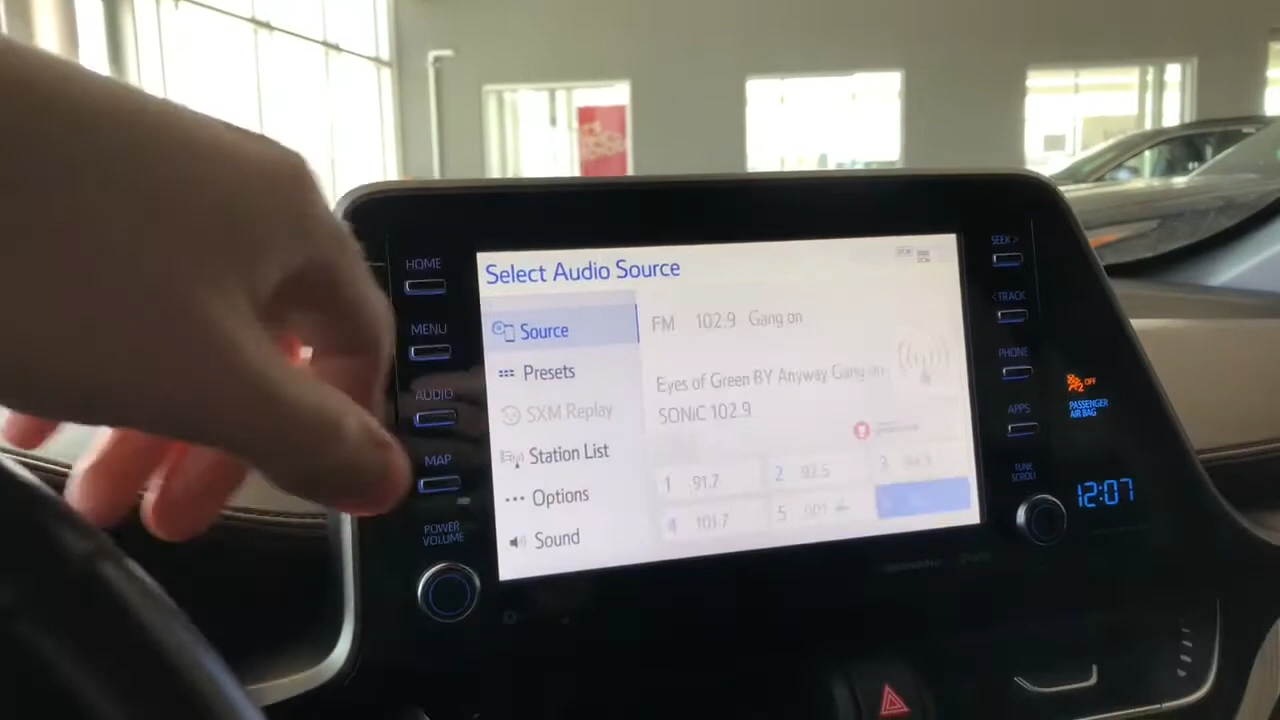 HOME
MENU
AUDIO
MAP
POWER
VOLUME
Select Audio Source
Source
Presets
SXM Replay
Station List
Options
Sound
FM 102.9 Gang on
Eyes of Green BY Anyway Gang on
SONiC 102.9
1 91.7
2 92.5
3
4 101.7
5
SEEK >
< TRACK
PHONE
APPS
TUNE
SCROLL
OFF
PASSENGER
AIR BAG
12:07